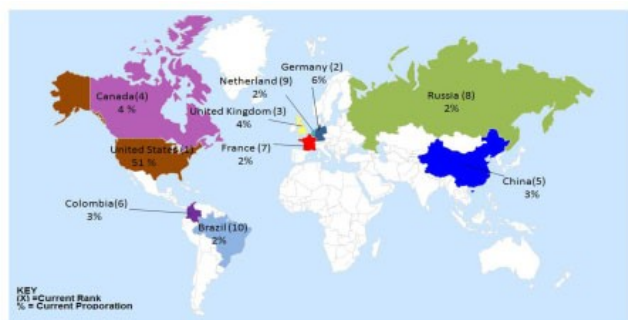 Germany (2)
6%
Netherland (9)
2%
Canada(4)
4 %
United Kingdom (3)
4%
Russia (8)
2%
United States (1)
51 %
France (7)
2%
China(5)
3%
Colombia(6)
3%
Brazil (10)
2%
KEY
(X) =Current Rank
% = Current Proporation